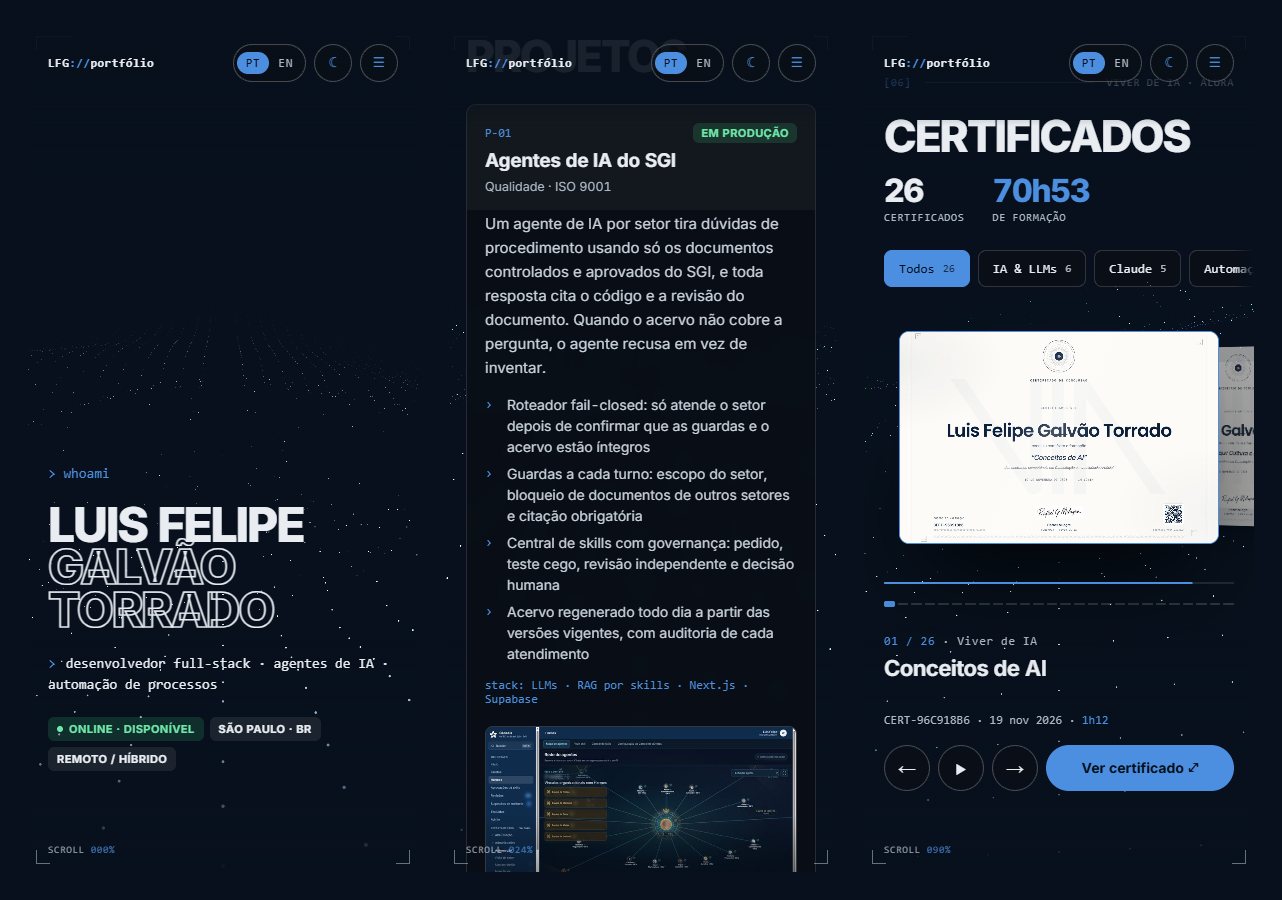 LFG://portfólio
PT EN
> whoami
LUIS FELIPE
GALVÃO
TORRADO
> desenvolvedor full-stack · agentes de IA ·
automação de processos
ONLINE · DISPONÍVEL
SÃO PAULO · BR
REMOTO / HÍBRIDO
SCROLL 000%
PROJETOS
LFG://portfólio
PT EN
P-01
EM PRODUÇÃO
Agentes de IA do SGI
Qualidade · ISO 9001
Um agente de IA por setor tira dúvidas de
procedimento usando só os documentos
controlados e aprovados do SGI, e toda
resposta cita o código e a revisão do
documento. Quando o acervo não cobre a
pergunta, o agente recusa em vez de
inventar.
› Roteador fail-closed: só atende o setor
depois de confirmar que as guardas e o
acervo estão íntegros
› Guardas a cada turno: escopo do setor,
bloqueio de documentos de outros setores
e citação obrigatória
› Central de skills com governança: pedido,
teste cego, revisão independente e decisão
humana
› Acervo regenerado todo dia a partir das
versões vigentes, com auditoria de cada
atendimento
stack: LLMs · RAG por skills · Next.js ·
Supabase
SCROLL 024%
LFG://portfólio
PT EN
[06]
VIVER DE IA · ALURA
CERTIFICADOS
26
CERTIFICADOS
70h53
DE FORMAÇÃO
Todos 26
IA & LLMs 6
Claude 5
Automaç
Luis Felipe Galvão Torrado
"Conceitos de AI"
Galv
01 / 26 · Viver de IA
Conceitos de AI
CERT-96C918B6 · 19 nov 2026 · 1h12
Ver certificado
SCROLL 090%